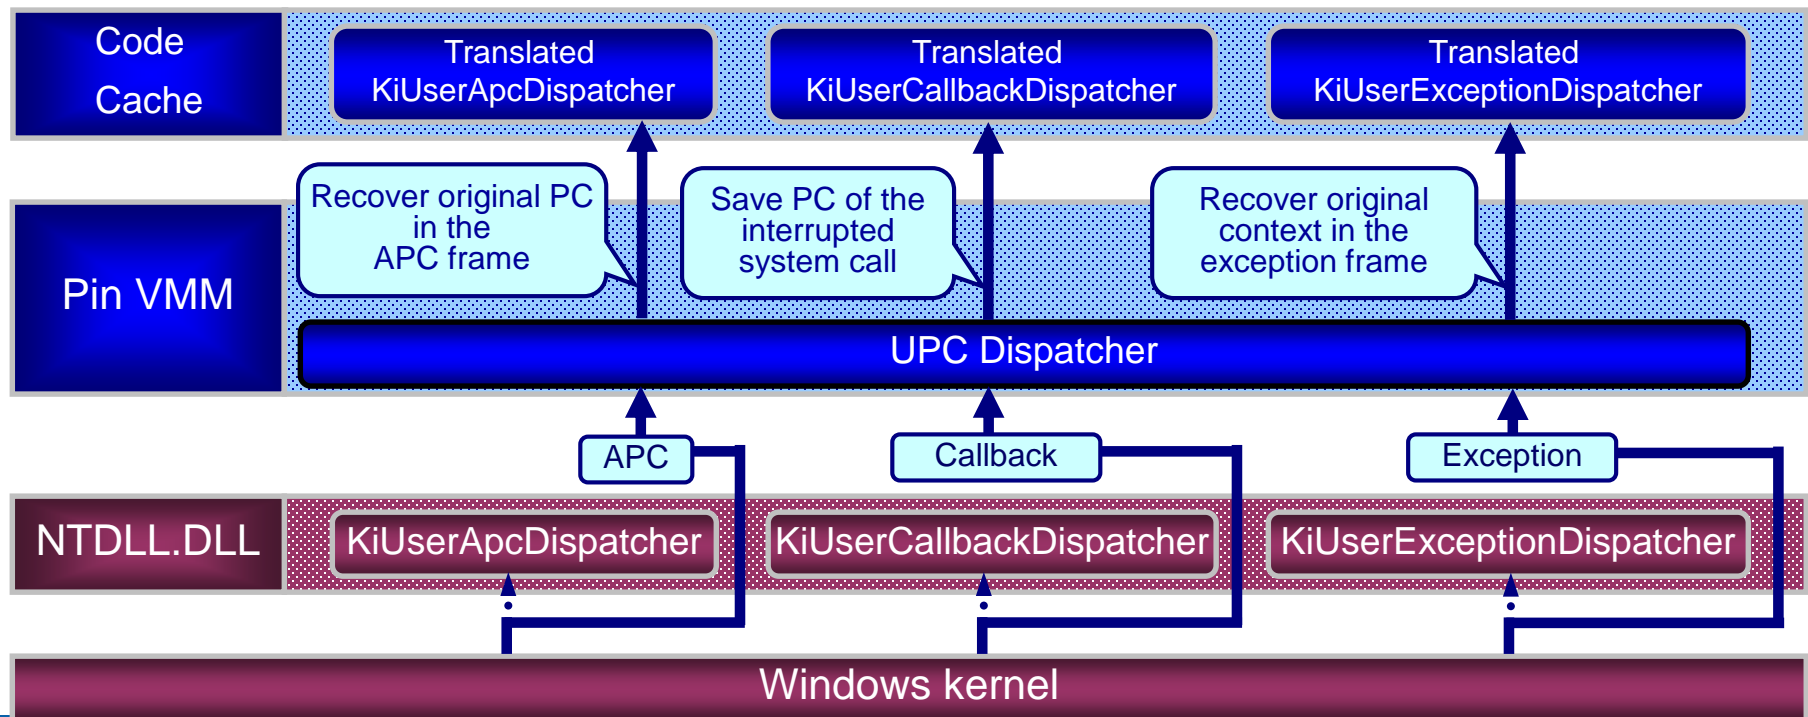 Code
Cache
Translated
KiUserApcDispatcher
Translated
KiUserCallbackDispatcher
Translated
KiUserExceptionDispatcher
Pin VMM
Recover original PC
in the
APC frame
Save PC of the
interrupted
system call
Recover original
context in the
exception frame
UPC Dispatcher
APC
Callback
Exception
NTDLL.DLL
KiUserApcDispatcher
KiUserCallbackDispatcher
KiUserExceptionDispatcher
Windows kernel